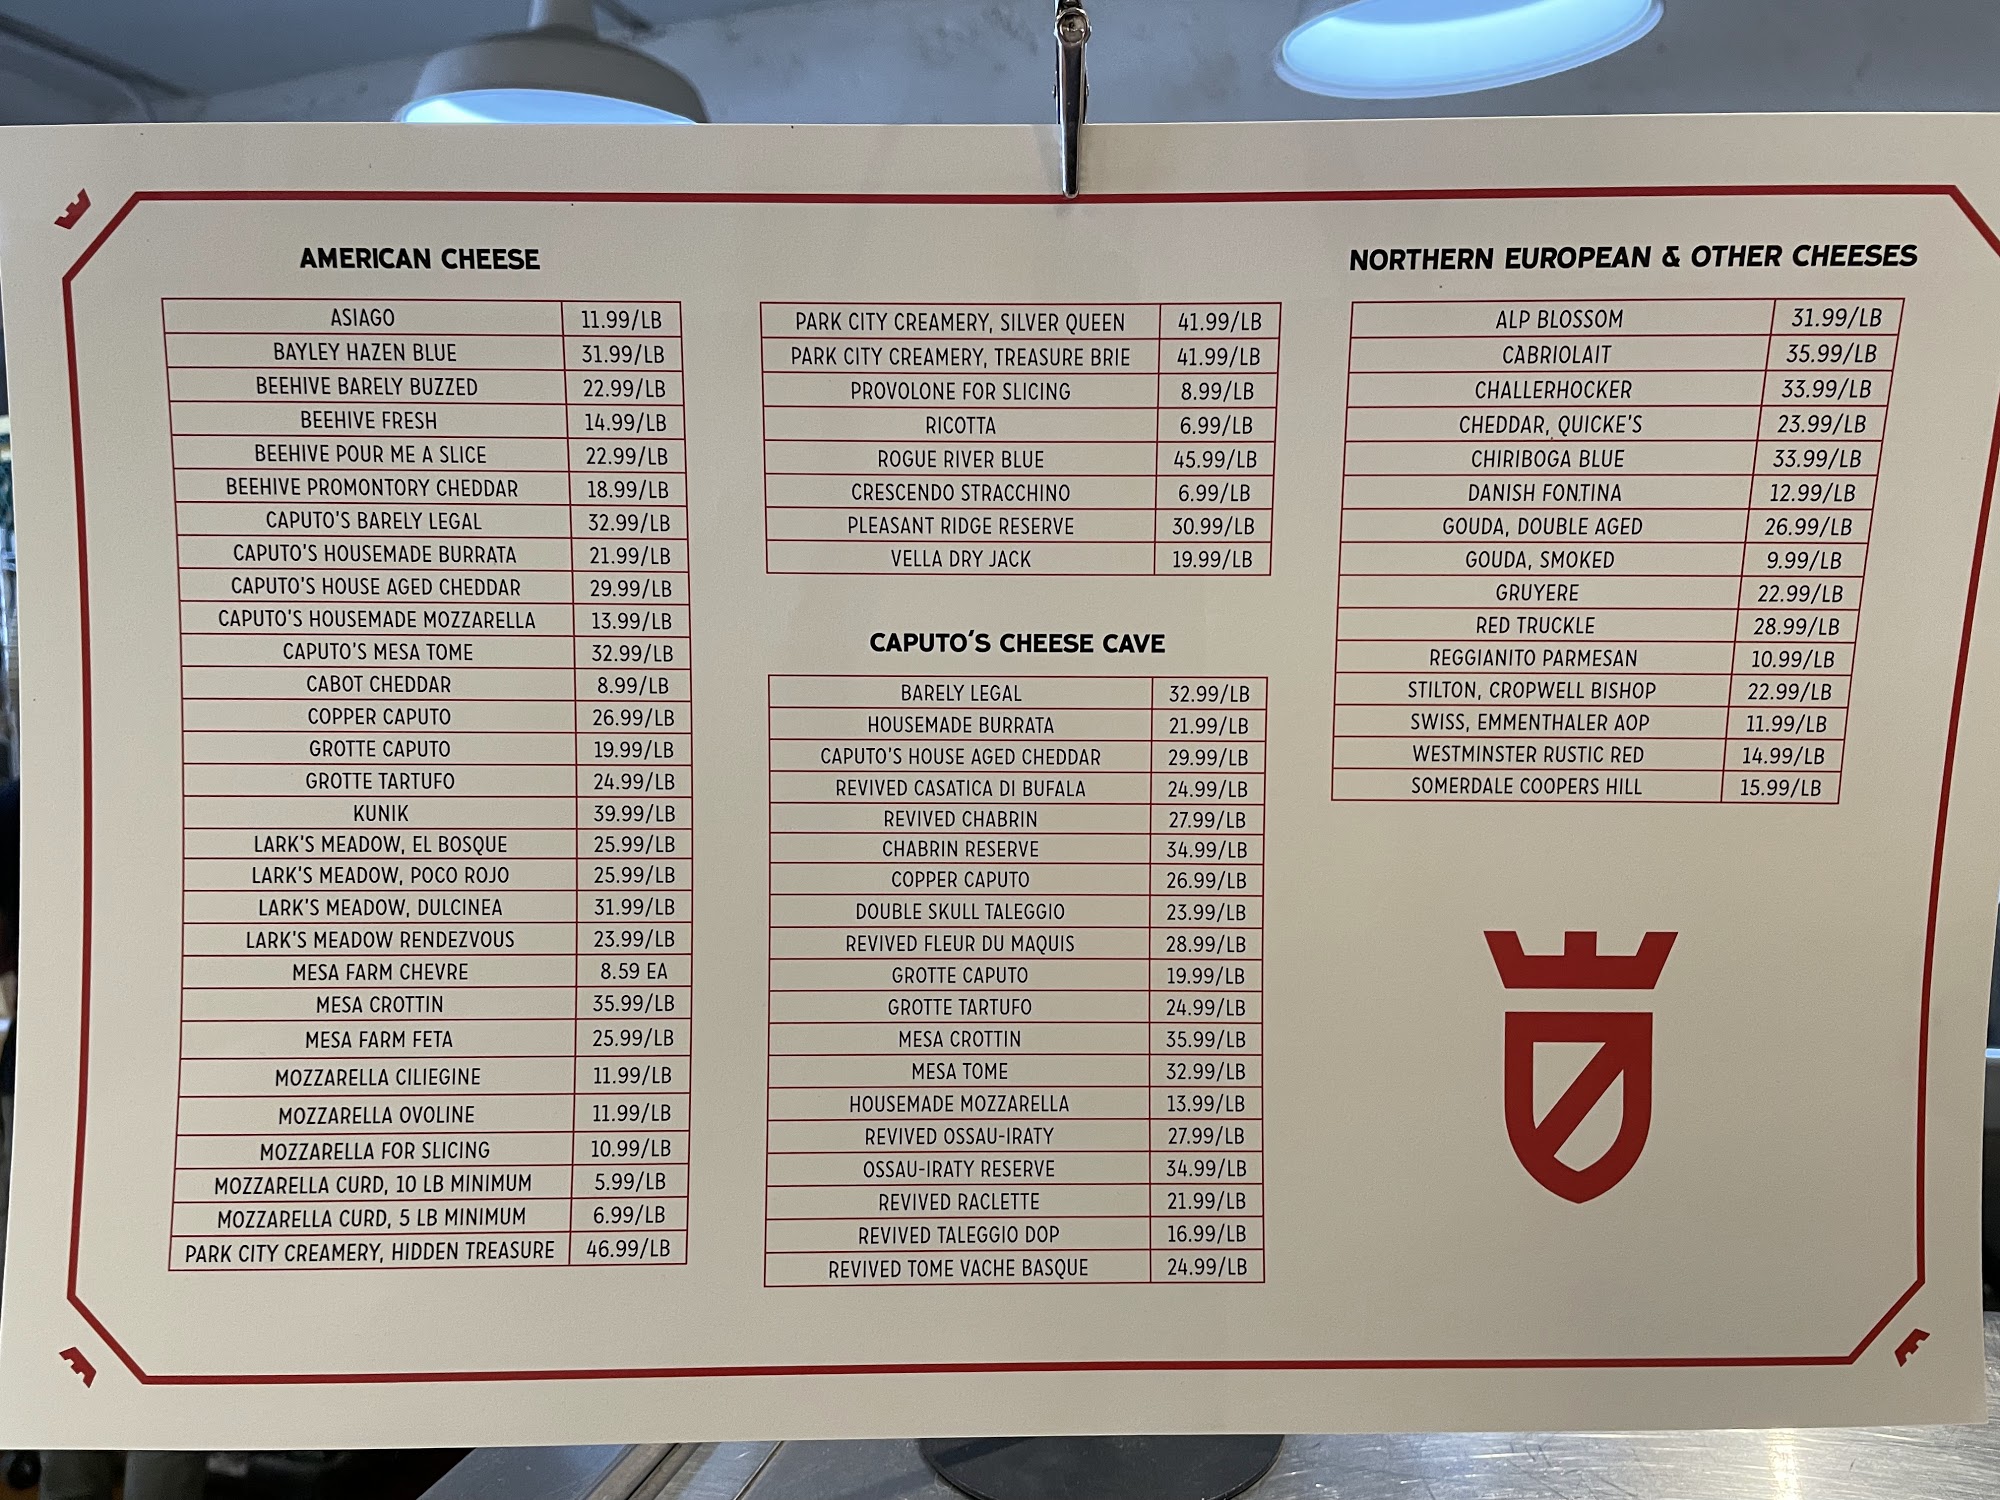 AMERICAN CHEESE
ASIAGO 11.99/LB
BAYLEY HAZEN BLUE 31.99/LB
BEEHIVE BARELY BUZZED 22.99/LB
BEEHIVE FRESH 14.99/LB
BEEHIVE POUR ME A SLICE 22.99/LB
BEEHIVE PROMONTORY CHEDDAR 18.99/LB
CAPUTO'S BARELY LEGAL 32.99/LB
CAPUTO'S HOUSEMADE BURRATA 21.99/LB
CAPUTO'S HOUSE AGED CHEDDAR 29.99/LB
CAPUTO'S HOUSEMADE MOZZARELLA 13.99/LB
CAPUTO'S MESA TOME 32.99/LB
CABOT CHEDDAR 8.99/LB
COPPER CAPUTO 26.99/LB
GROTTE CAPUTO 19.99/LB
GROTTE TARTUFO 24.99/LB
KUNIK 39.99/LB
LARK'S MEADOW, EL BOSQUE 25.99/LB
LARK'S MEADOW, POCO ROJO 25.99/LB
LARK'S MEADOW, DULCINEA 31.99/LB
LARK'S MEADOW RENDEZVOUS 23.99/LB
MESA FARM CHEVRE 8.59 EA
MESA CROTTIN 35.99/LB
MESA FARM FETA 25.99/LB
MOZZARELLA CILIEGINE 11.99/LB
MOZZARELLA OVOLINE 11.99/LB
MOZZARELLA FOR SLICING 10.99/LB
MOZZARELLA CURD, 10 LB MINIMUM 5.99/LB
MOZZARELLA CURD, 5 LB MINIMUM 6.99/LB
PARK CITY CREAMERY, HIDDEN TREASURE 46.99/LB
PARK CITY CREAMERY, SILVER QUEEN 41.99/LB
PARK CITY CREAMERY, TREASURE BRIE 41.99/LB
PROVOLONE FOR SLICING 8.99/LB
RICOTTA 6.99/LB
ROGUE RIVER BLUE 45.99/LB
CRESCENDO STRACCHINO 6.99/LB
PLEASANT RIDGE RESERVE 30.99/LB
VELLA DRY JACK 19.99/LB
CAPUTO'S CHEESE CAVE
BARELY LEGAL 32.99/LB
HOUSEMADE BURRATA 21.99/LB
CAPUTO'S HOUSE AGED CHEDDAR 29.99/LB
REVIVED CASATICA DI BUFALA 24.99/LB
REVIVED CHABRIN 27.99/LB
CHABRIN RESERVE 34.99/LB
COPPER CAPUTO 26.99/LB
DOUBLE SKULL TALEGGIO 23.99/LB
REVIVED FLEUR DU MAQUIS 28.99/LB
GROTTE CAPUTO 19.99/LB
GROTTE TARTUFO 24.99/LB
MESA CROTTIN 35.99/LB
MESA TOME 32.99/LB
HOUSEMADE MOZZARELLA 13.99/LB
REVIVED OSSAU-IRATY 27.99/LB
OSSAU-IRATY RESERVE 34.99/LB
REVIVED RACLETTE 21.99/LB
REVIVED TALEGGIO DOP 16.99/LB
REVIVED TOME VACHE BASQUE 24.99/LB
NORTHERN EUROPEAN & OTHER CHEESES
ALP BLOSSOM 31.99/LB
CABRIOLAIT 35.99/LB
CHALLERHOCKER 33.99/LB
CHEDDAR, QUICKE'S 23.99/LB
CHIRIBOGA BLUE 33.99/LB
DANISH FONTINA 12.99/LB
GOUDA, DOUBLE AGED 26.99/LB
GOUDA, SMOKED 9.99/LB
GRUYERE 22.99/LB
RED TRUCKLE 28.99/LB
REGGIANITO PARMESAN 10.99/LB
STILTON, CROPWELL BISHOP 22.99/LB
SWISS, EMMENTHALER AOP 11.99/LB
WESTMINSTER RUSTIC RED 14.99/LB
SOMERDALE COOPERS HILL 15.99/LB